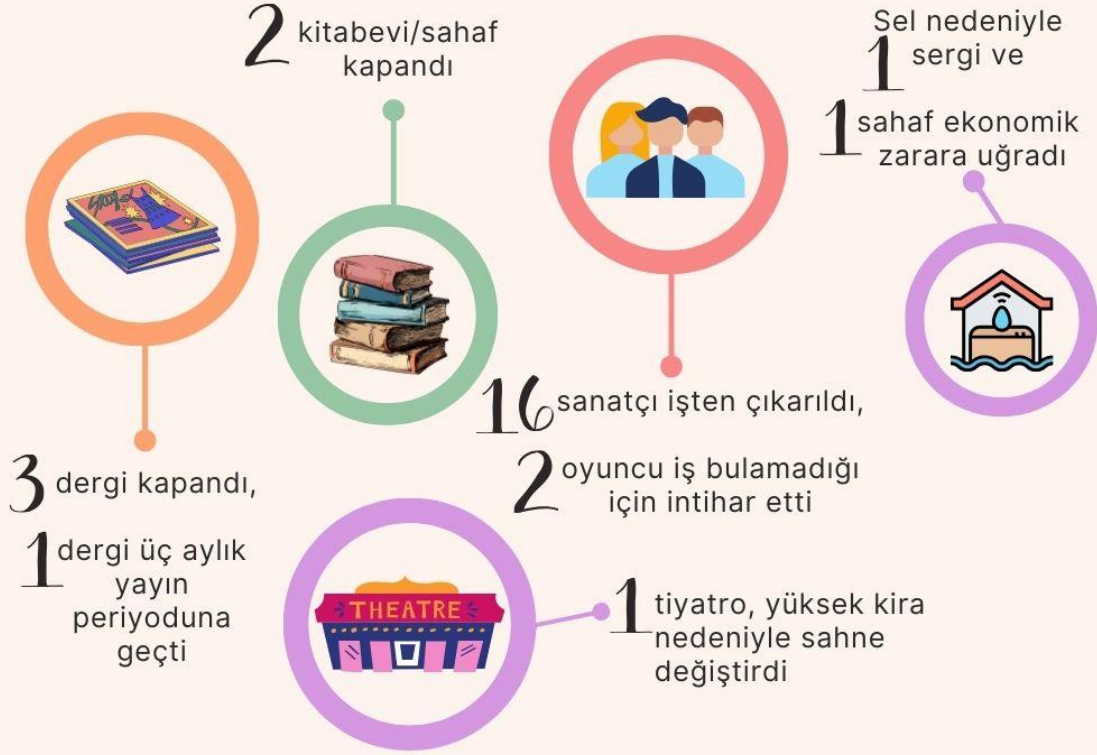 2 kitabevi/sahaf
kapandı
Sel nedeniyle
1 sergi ve
1 sahaf ekonomik
zarara uğradı
3 dergi kapandı,
1 dergi üç aylık
yayın
periyoduna
geçti
16 sanatçı işten çıkarıldı,
2 oyuncu iş bulamadığı
için intihar etti
THEATRE
1 tiyatro, yüksek kira
nedeniyle sahne
değiştirdi